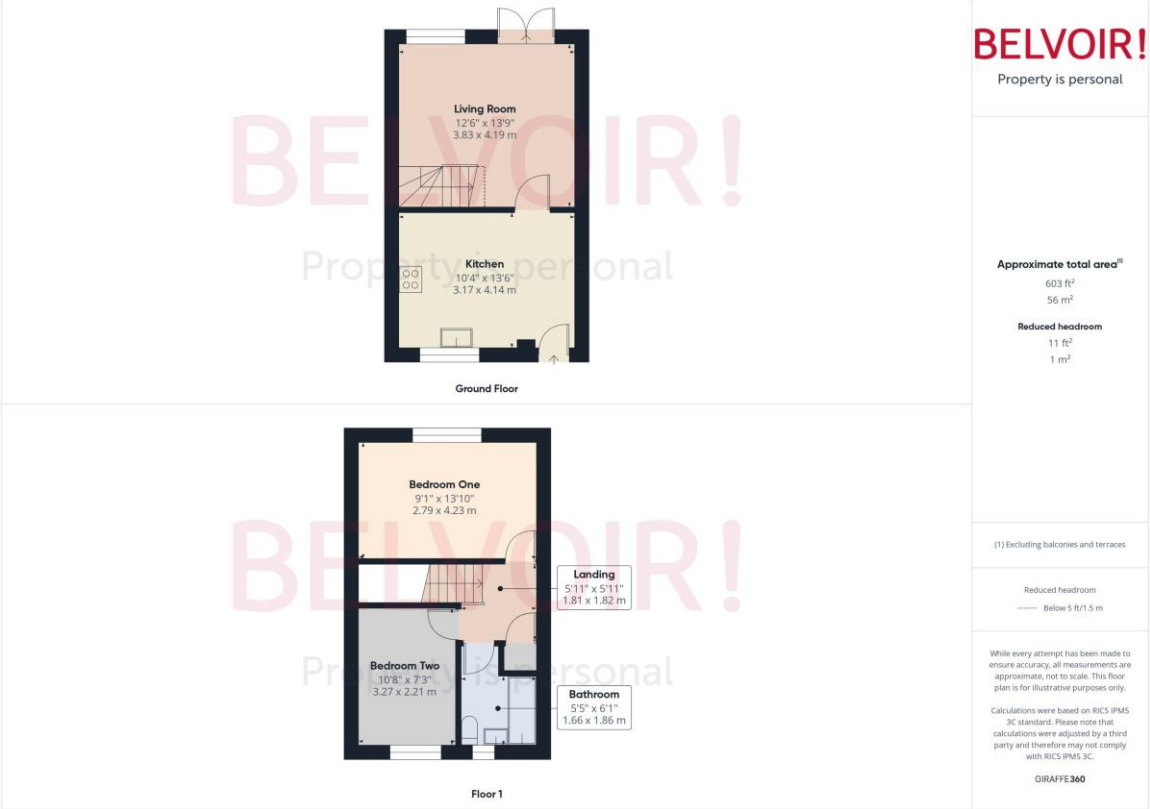 Living Room
12'6" x 13'9"
3.83 x 4.19 m
Kitchen
10'4" x 13'6"
3.17 x 4.14 m
Ground Floor
BELVOIR!
Property is personal
Bedroom One
9'1" x 13'10"
2.79 x 4.23 m
Landing
5'11" x 5'11"
1.81 x 1.82 m
Bedroom Two
10'8" x 7'3"
3.27 x 2.21 m
Bathroom
5'5" x 6'1"
1.66 x 1.86 m
Floor 1
BELVOIR!
Property is personal
BELVOIR!
Property is personal
Approximate total area(1)
603 ft²
56 m²
Reduced headroom
11 ft²
1 m²
(1) Excluding balconies and terraces
Reduced headroom
Below 5 ft/1.5 m
While every attempt has been made to
ensure accuracy, all measurements are
approximate, not to scale. This floor
plan is for illustrative purposes only.
Calculations were based on RICS IPMS
3C standard. Please note that
calculations were adjusted by a third
party and therefore may not comply
with RICS IPMS 3C.
GIRAFFE360